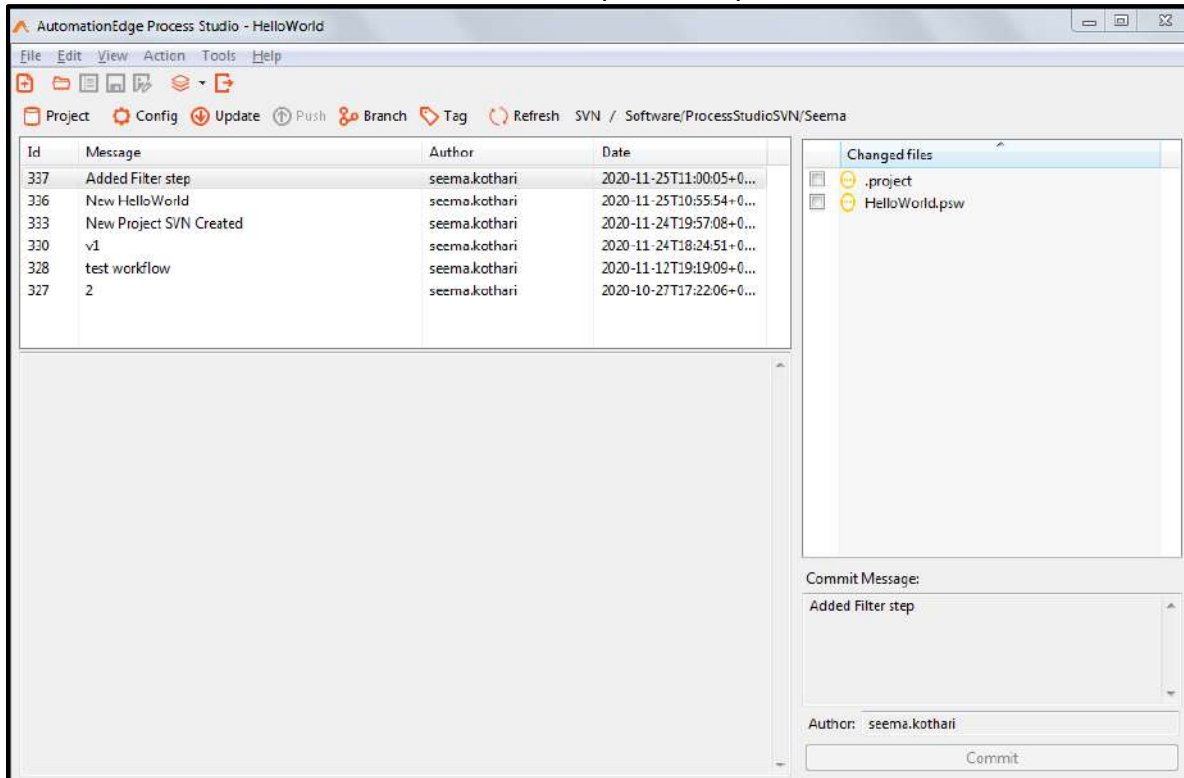 AutomationEdge Process Studio - HelloWorld
File Edit View Action Tools Help
Project Config Update Push Branch Tag Refresh SVN / Software/ProcessStudioSVN/Seema
Id Message Author Date
337 Added Filter step seema.kothari 2020-11-25T11:00:05+0...
336 New HelloWorld seema.kothari 2020-11-25T10:55:54+0...
333 New Project SVN Created seema.kothari 2020-11-24T19:57:08+0...
330 v1 seema.kothari 2020-11-24T18:24:51+0...
328 test workflow seema.kothari 2020-11-12T19:19:09+0...
327 2 seema.kothari 2020-10-27T17:22:06+0...
Changed files
.project
HelloWorld.psw
Commit Message:
Added Filter step
Author: seema.kothari
Commit